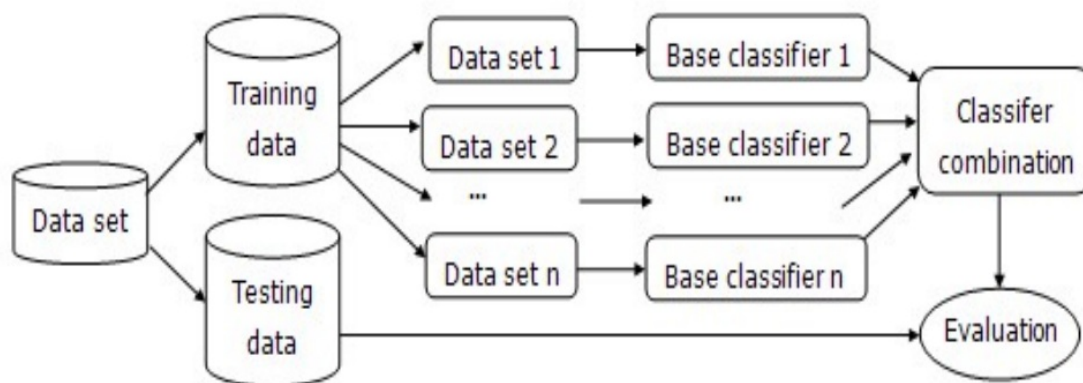 Data set
Training
data
Testing
data
Data set 1
Base classifier 1
Data set 2
Base classifier 2
...
...
Data set n
Base classifier n
Classifer
combination
Evaluation